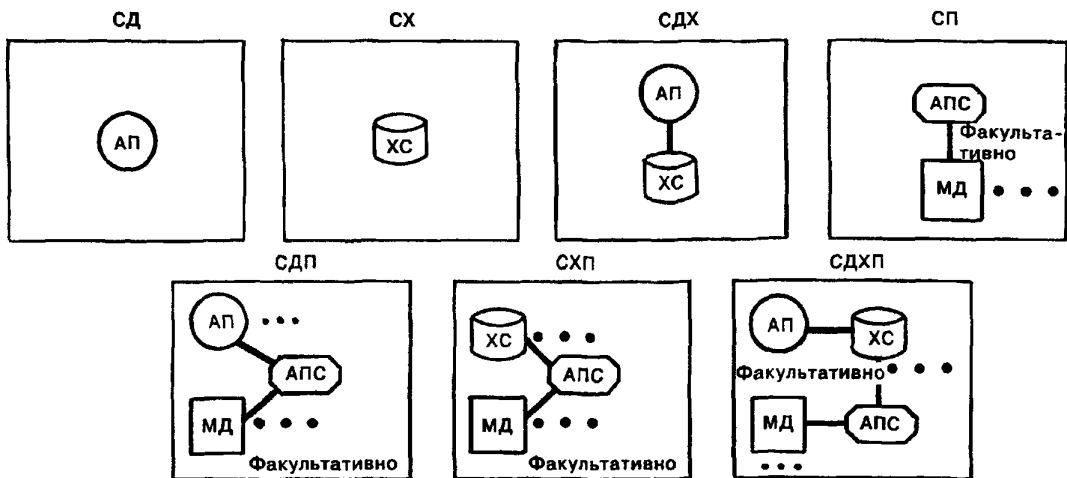 СД
СХ
СДХ
СП
АП
ХС
АП
ХС
АПС
Факульта-
тивно
МД
СДП
СХП
СДХП
АП
АПС
МД
Факультативно
ХС
АПС
МД
Факультативно
АП
ХС
Факультативно
МД
АПС